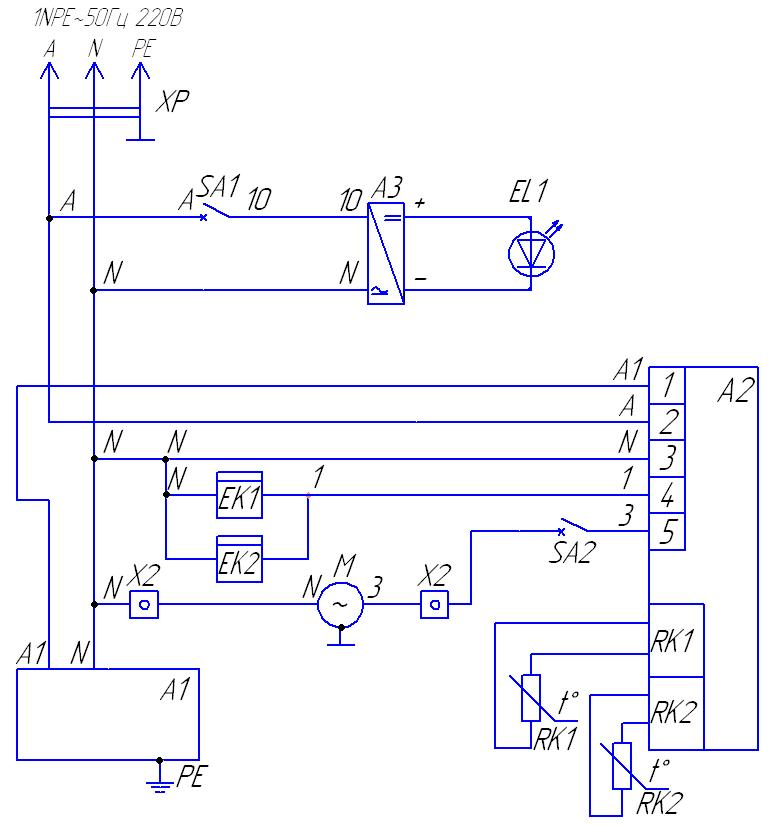 1NPE~50Гц 220В
A N PE
XP
A A SA1 10 10 A3 + EL1
N N −
A1 1 A2
A 2
N N N 3
N EK1 1 1 4
3 5
EK2 SA2
N X2 N M ~ 3 X2
A1 N
A1
RK1
RK2
t°
RK1
PE
t°
RK2